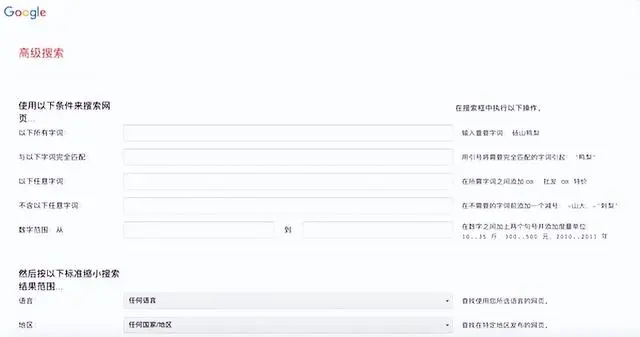 Google
高级搜索
使用以下条件来搜索网
页...
在搜索框中执行以下操作。
以下所有字词:
输入重要字词: 砀山鸭梨
与以下字词完全匹配:
用引号将需要完全匹配的字词引起: "鸭梨"
以下任意字词:
在所需字词之间添加 OR: 批发 OR 特价
不含以下任意字词:
在不需要的字词前添加一个减号: -山大、-"刺梨"
数字范围: 从
到
在数字之间加上两个句号并添加度量单位:
10..35 斤、300..500 元、2010..2011 年
然后按以下标准缩小搜索
结果范围...
语言:
任何语言
查找使用您所选语言的网页。
地区:
任何国家/地区
查找在特定地区发布的网页。